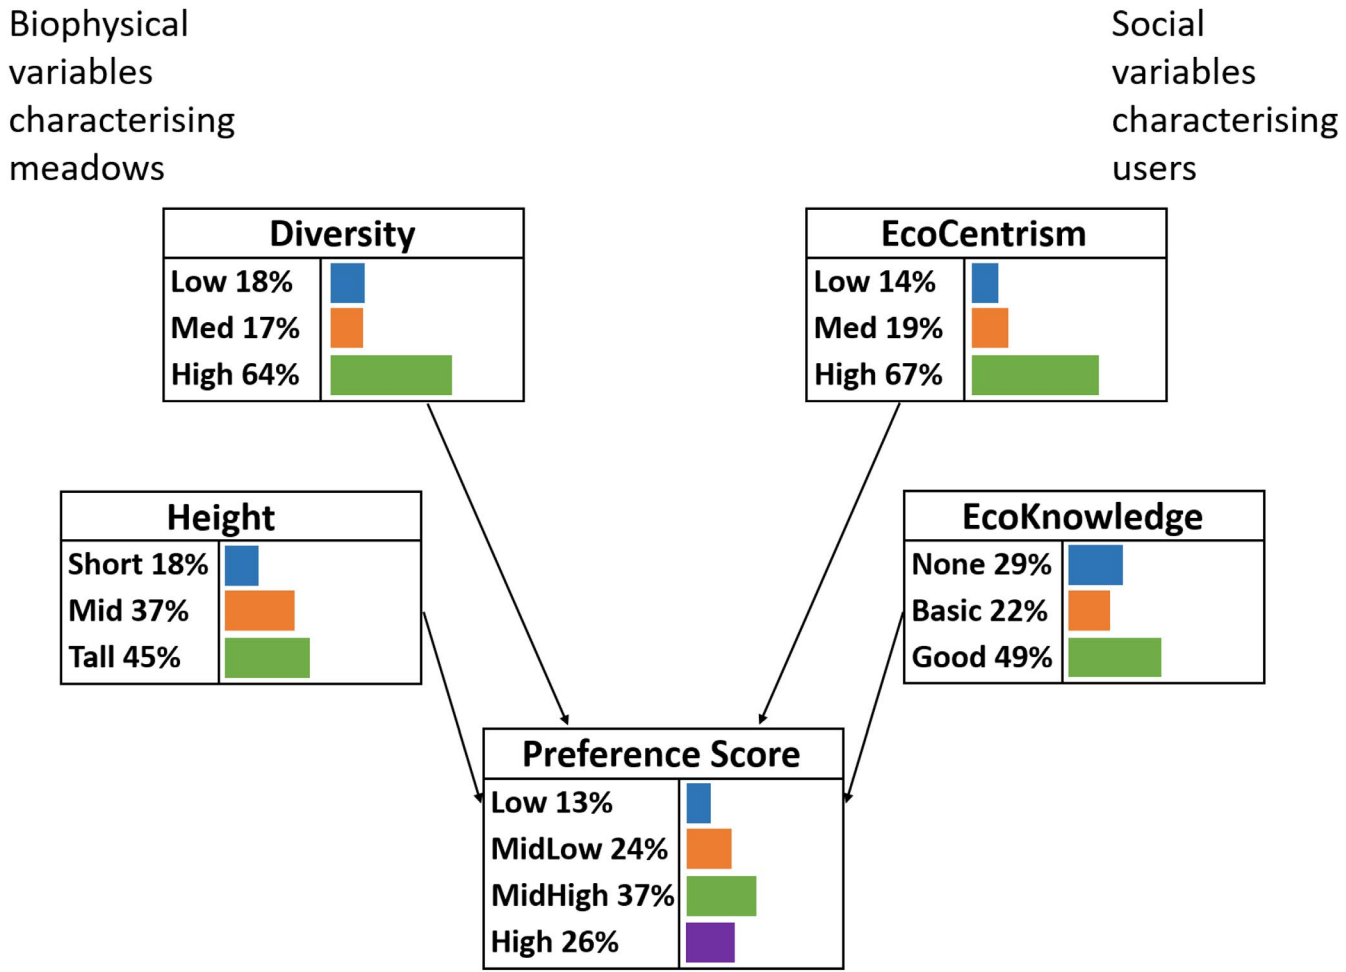 Biophysical
variables
characterising
meadows
Social
variables
characterising
users
Diversity
Low 18%
Med 17%
High 64%
EcoCentrism
Low 14%
Med 19%
High 67%
Height
Short 18%
Mid 37%
Tall 45%
EcoKnowledge
None 29%
Basic 22%
Good 49%
Preference Score
Low 13%
MidLow 24%
MidHigh 37%
High 26%